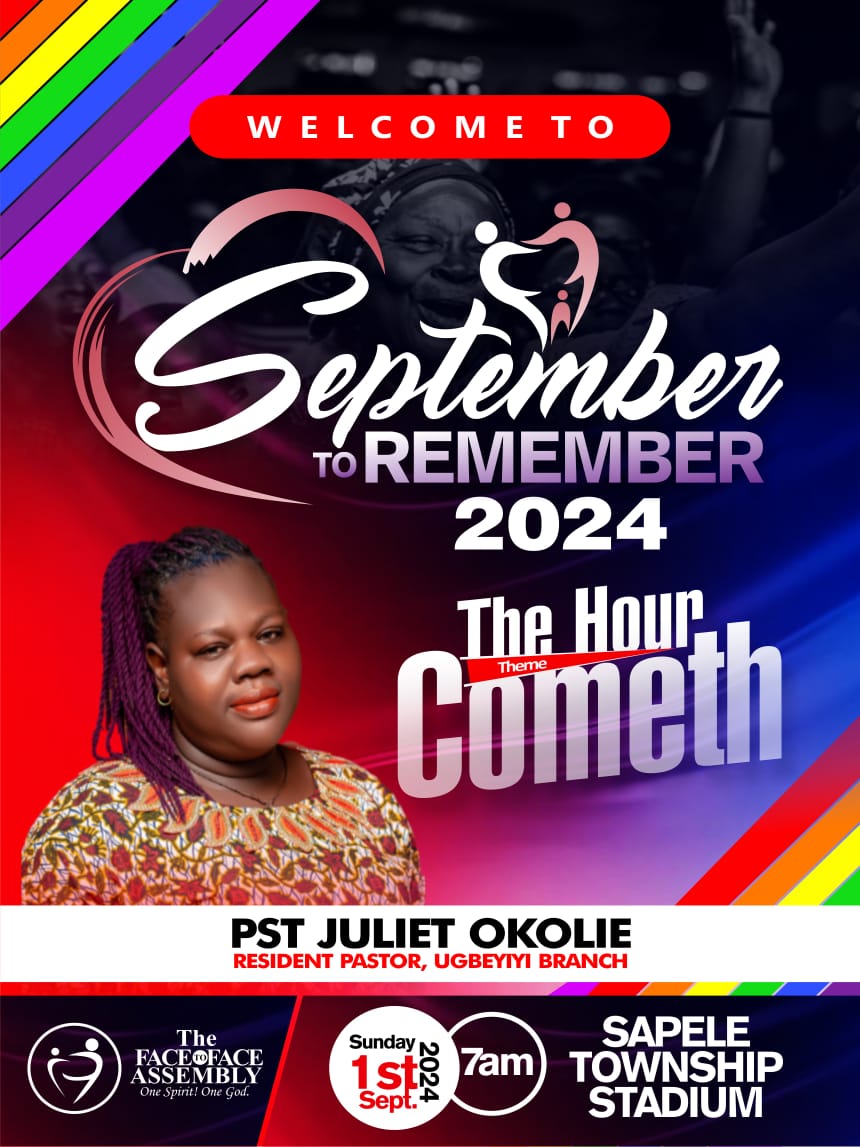 WELCOME TO
September
TO REMEMBER
2024
The Hour
Theme
Cometh
PST JULIET OKOLIE
RESIDENT PASTOR, UGBEYIYI BRANCH
The
FACE TO FACE
ASSEMBLY
One Spirit! One God.
Sunday
1st
Sept.
2024
7am
SAPELE
TOWNSHIP
STADIUM